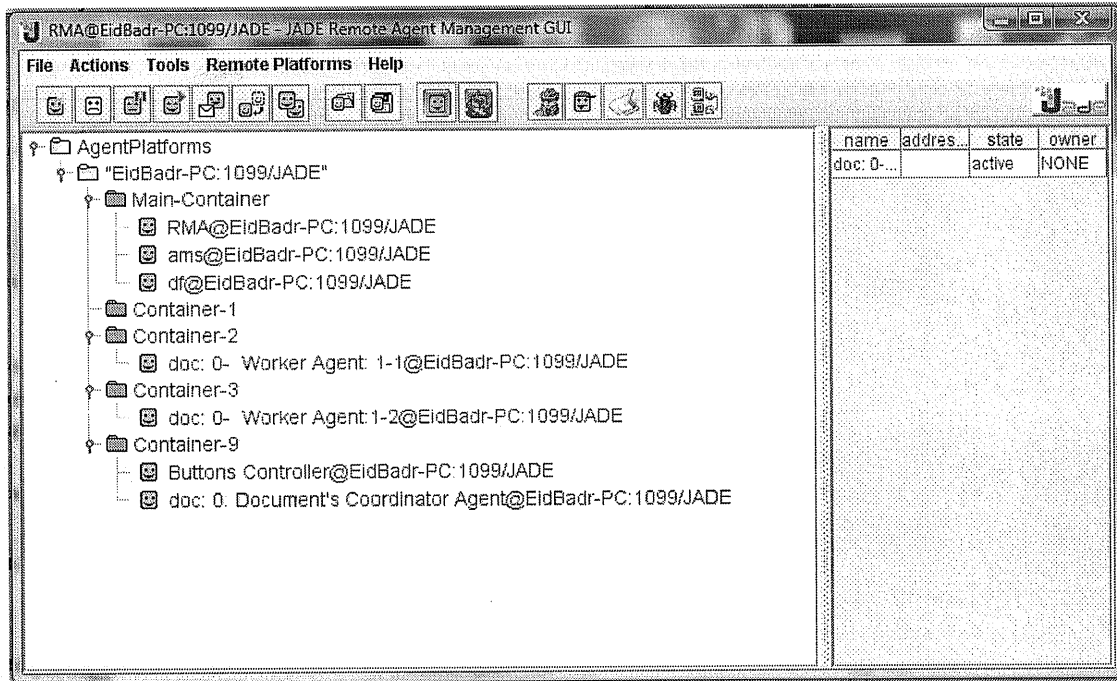 RMA@EidBadr-PC:1099/JADE - JADE Remote Agent Management GUI
File Actions Tools Remote Platforms Help
Jade
AgentPlatforms
"EidBadr-PC:1099/JADE"
Main-Container
RMA@EidBadr-PC:1099/JADE
ams@EidBadr-PC:1099/JADE
df@EidBadr-PC:1099/JADE
Container-1
Container-2
doc: 0- Worker Agent: 1-1@EidBadr-PC:1099/JADE
Container-3
doc: 0- Worker Agent:1-2@EidBadr-PC:1099/JADE
Container-9
Buttons Controller@EidBadr-PC:1099/JADE
doc: 0: Document's Coordinator Agent@EidBadr-PC:1099/JADE
name addres... state owner
doc: 0-... active NONE